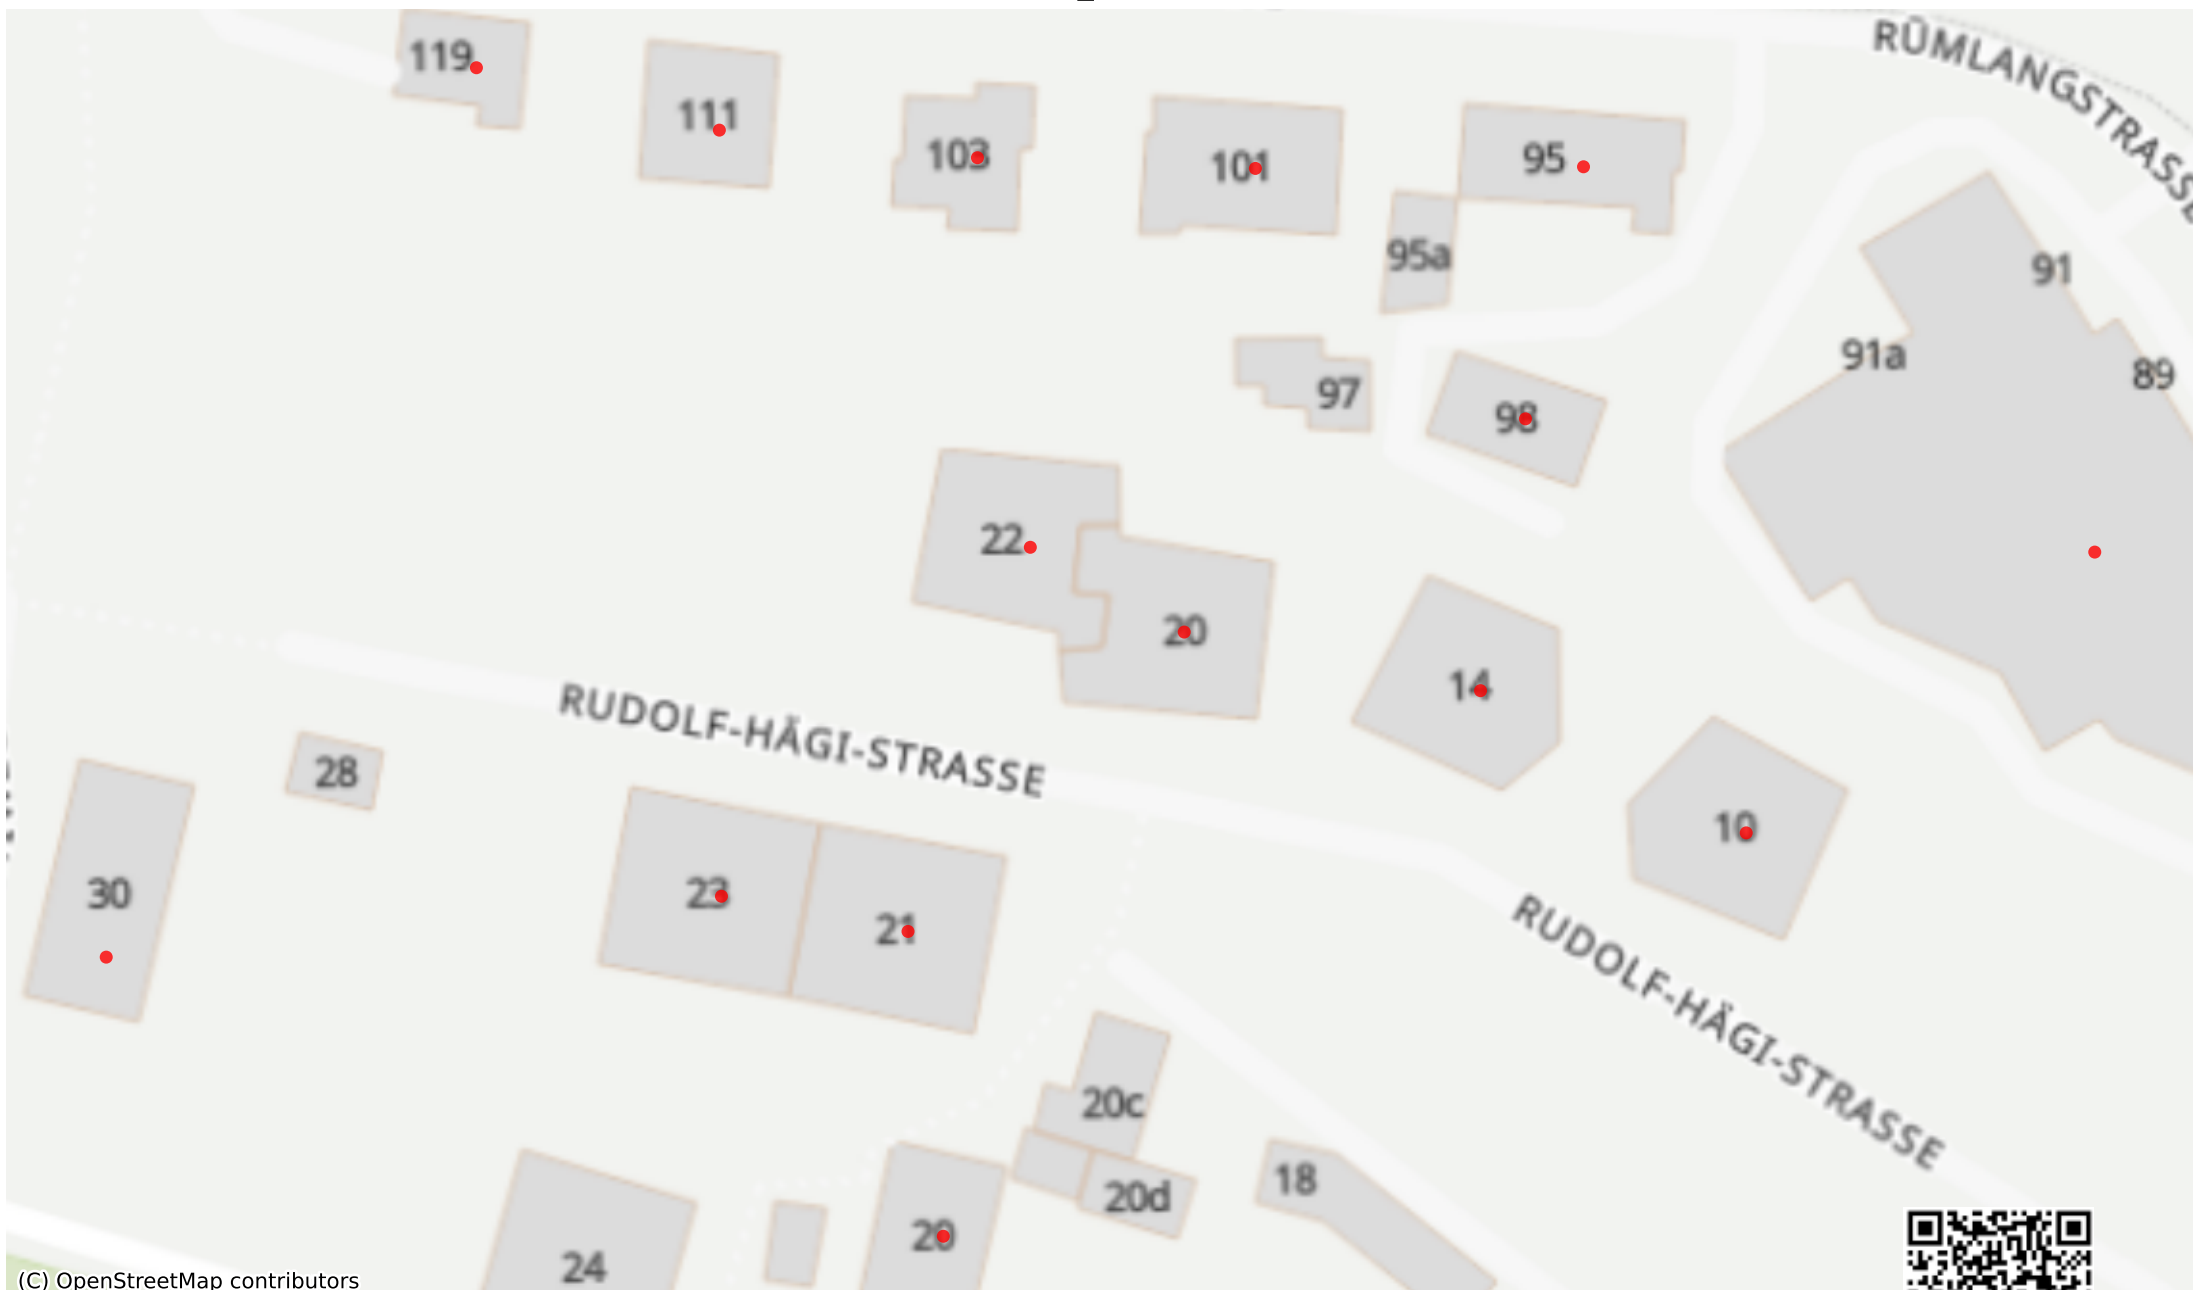 RÜMLANGSTRASSE
119
111
103
101
95
95a
91
91a
89
97
98
22
20
14
RUDOLF-HÄGI-STRASSE
28
10
30
23
21
RUDOLF-HÄGI-STRASSE
20c
18
20d
20
24
(C) OpenStreetMap contributors